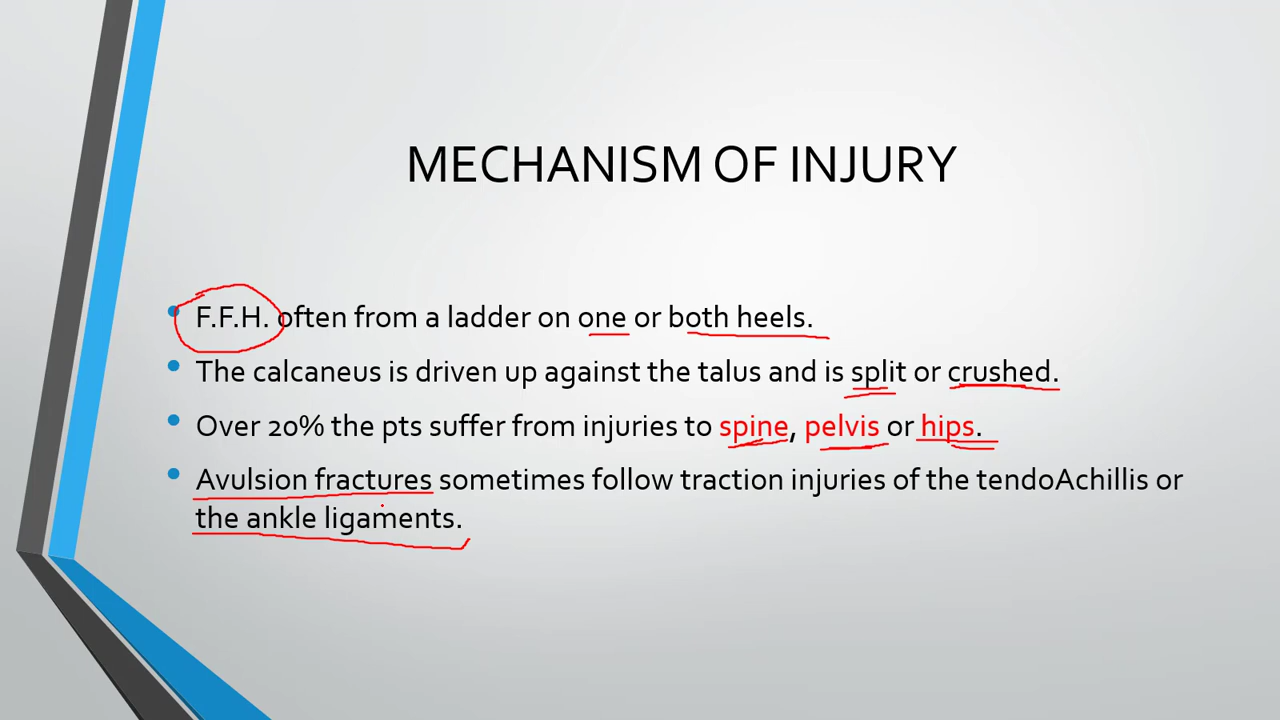 MECHANISM OF INJURY
F.F.H. often from a ladder on one or both heels.
The calcaneus is driven up against the talus and is split or crushed.
Over 20% the pts suffer from injuries to spine, pelvis or hips.
Avulsion fractures sometimes follow traction injuries of the tendoAchillis or
the ankle ligaments.